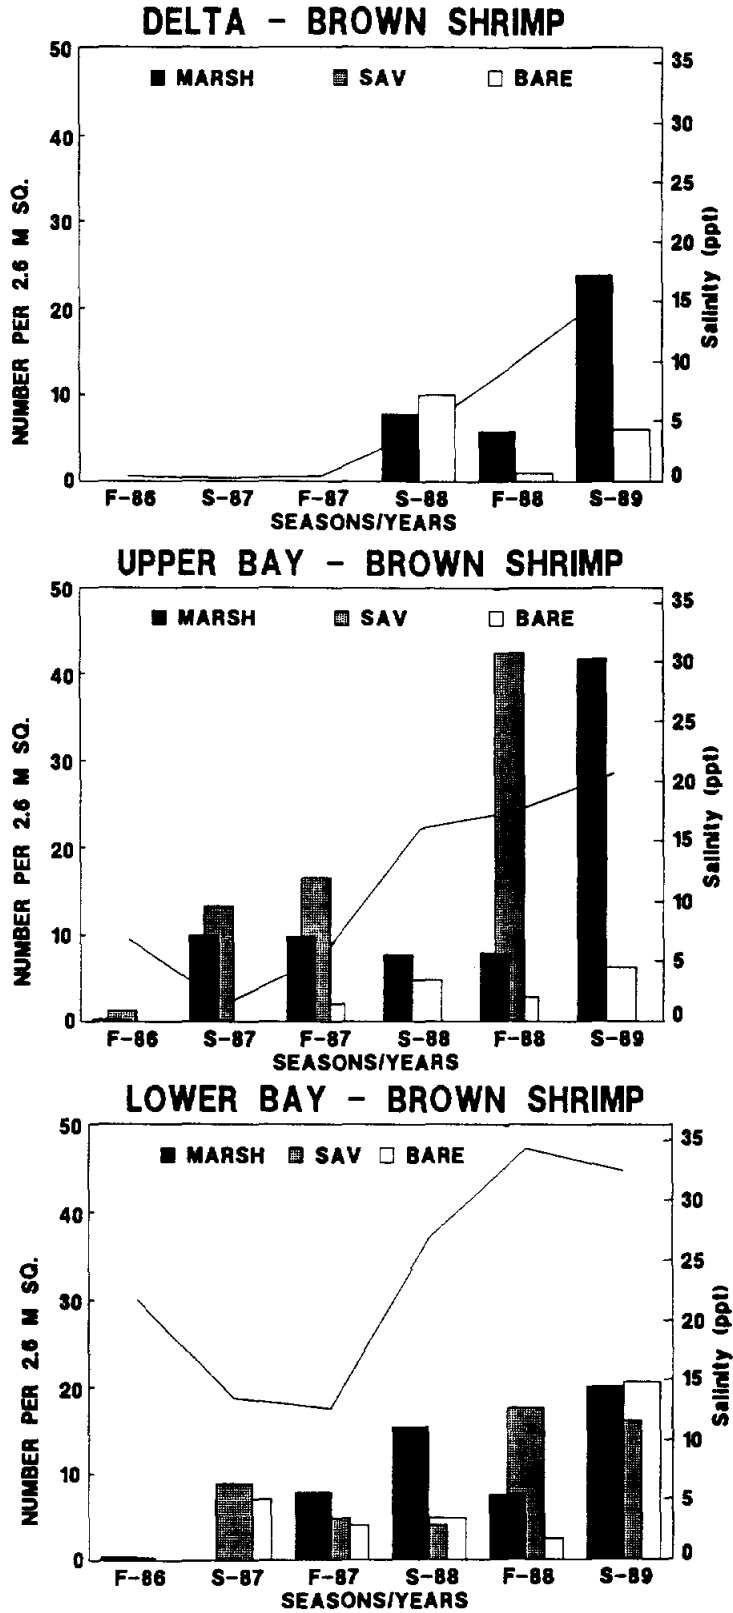 DELTA - BROWN SHRIMP
MARSH SAV BARE
NUMBER PER 2.6 M SQ.
50
40
30
20
10
0
35
30
25
20
15
10
5
0
Salinity (ppt)
F-86 S-87 F-87 S-88 F-88 S-89
SEASONS/YEARS
UPPER BAY - BROWN SHRIMP
MARSH SAV BARE
NUMBER PER 2.6 M SQ.
50
40
30
20
10
0
35
30
25
20
15
10
5
0
Salinity (ppt)
F-86 S-87 F-87 S-88 F-88 S-89
SEASONS/YEARS
LOWER BAY - BROWN SHRIMP
MARSH SAV BARE
NUMBER PER 2.6 M SQ.
50
40
30
20
10
0
35
30
25
20
15
10
5
0
Salinity (ppt)
F-86 S-87 F-87 S-88 F-88 S-89
SEASONS/YEARS